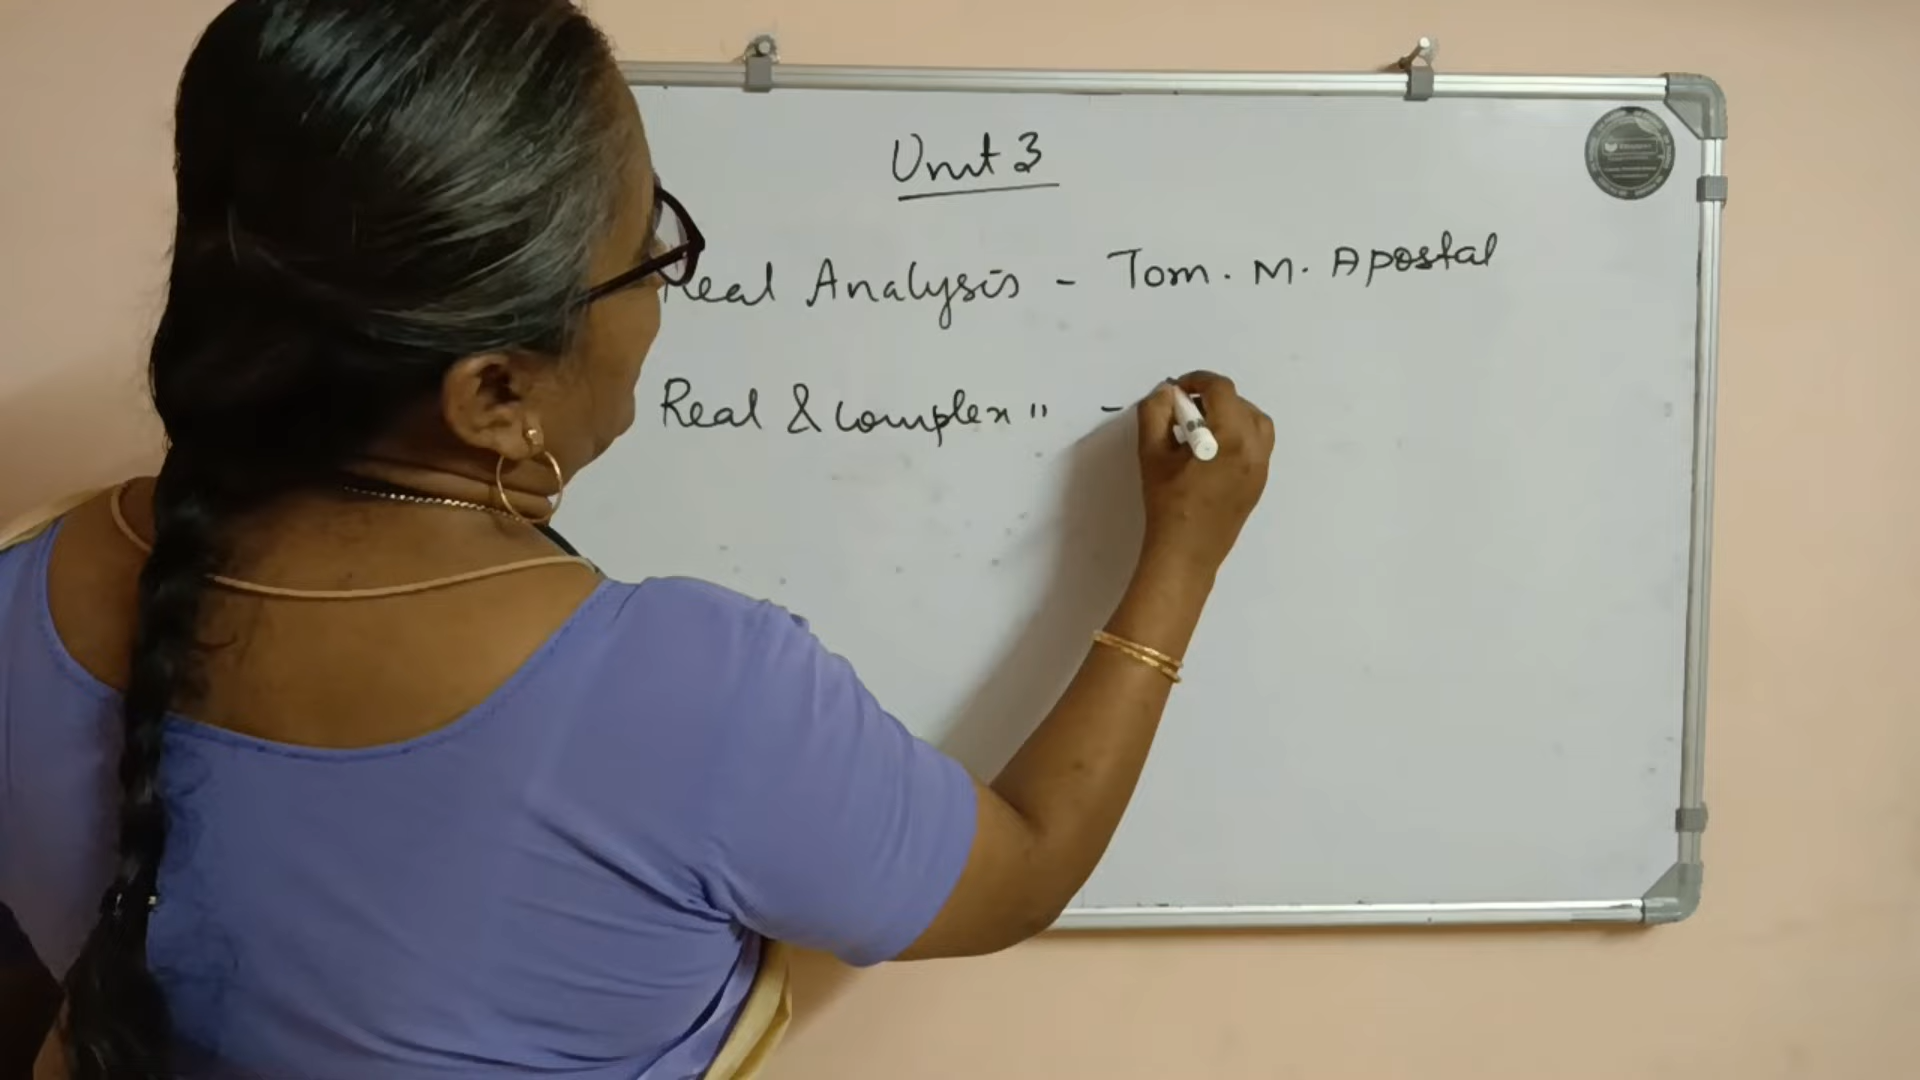 Unit 3
Real Analysis - Tom. M. Apostal
Real & Complex " -